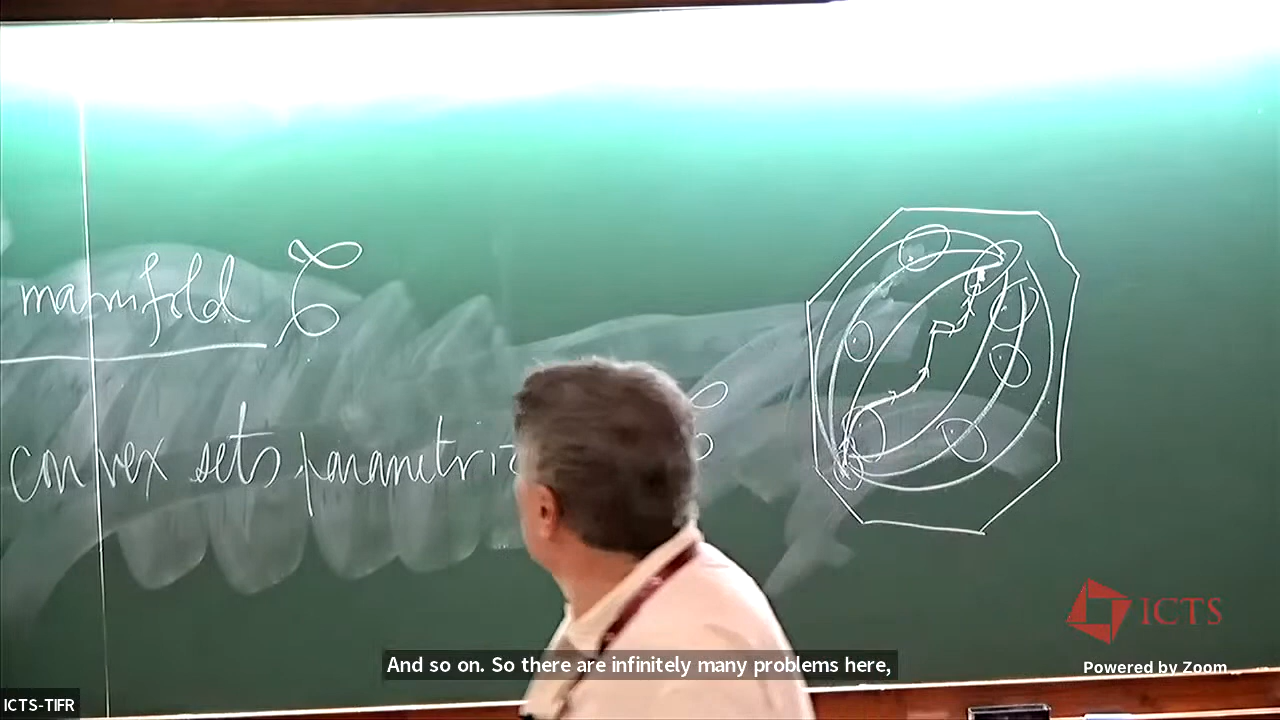 manifold
convex sets parametriz
And so on. So there are infinitely many problems here,
ICTS
Powered by Zoom
ICTS-TIFR